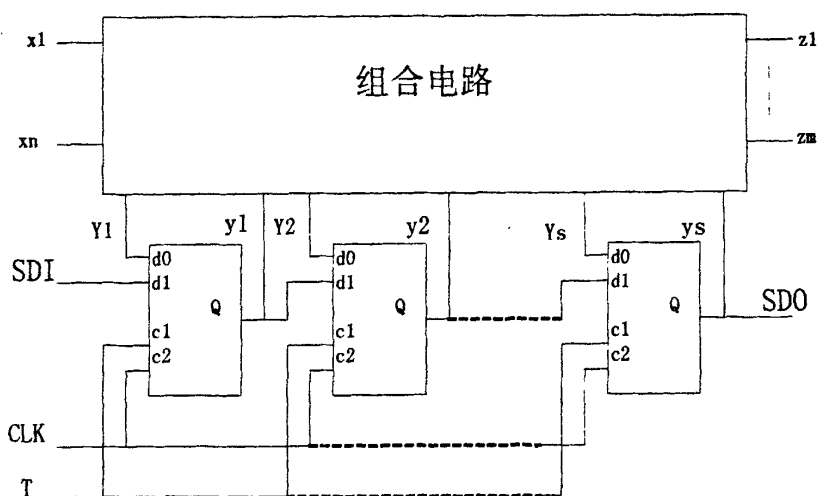 x1
z1
组合电路
xn
zm
Y1
y1
Y2
y2
Ys
ys
d0
d0
d0
SDI
d1
d1
d1
Q
Q
Q
SDO
c1
c1
c1
c2
c2
c2
CLK
T